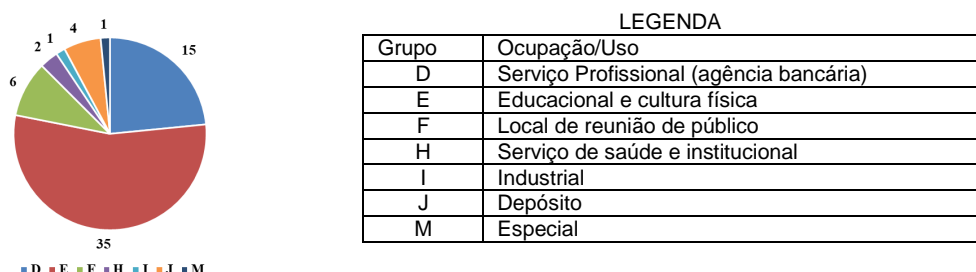 1
4
1
2
15
6
35
D E F H I J M
LEGENDA
Grupo Ocupação/Uso
D Serviço Profissional (agência bancária)
E Educacional e cultura física
F Local de reunião de público
H Serviço de saúde e institucional
I Industrial
J Depósito
M Especial